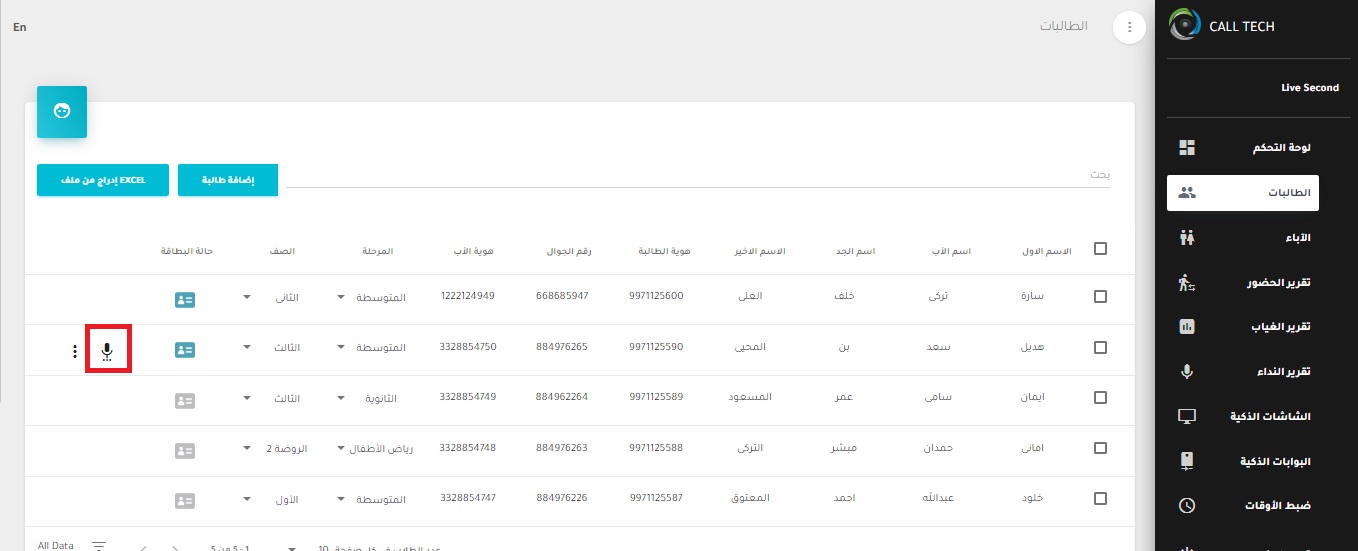 CALL TECH
Live Second
لوحة التحكم
الطالبات
الآباء
تقرير الحضور
تقرير الغياب
تقرير النداء
الشاشات الذكية
البوابات الذكية
ضبط الأوقات
الطالبات
En
بحث
إضافة طالبة
إدراج من ملف EXCEL
الاسم الاول اسم الأب اسم الجد الاسم الاخير هوية الطالبة رقم الجوال هوية الأب المرحلة الصف حالة البطاقة
سارة تركى خلف العلى 9971125600 668685947 1222124949 المتوسطة الثانى
هديل سعد بن المحيى 9971125590 884976265 3328854750 المتوسطة الثالث
ايمان سامى عمر المسعود 9971125589 884962264 3328854749 الثانوية الثالث
امانى حمدان مبشر التركى 9971125588 884976263 3328854748 رياض الأطفال الروضة 2
خلود عبدالله احمد المعتوق 9971125587 884976226 3328854747 المتوسطة الأول
عدد الطلاب في كل صفحة 10 1 - 5 من 5 All Data